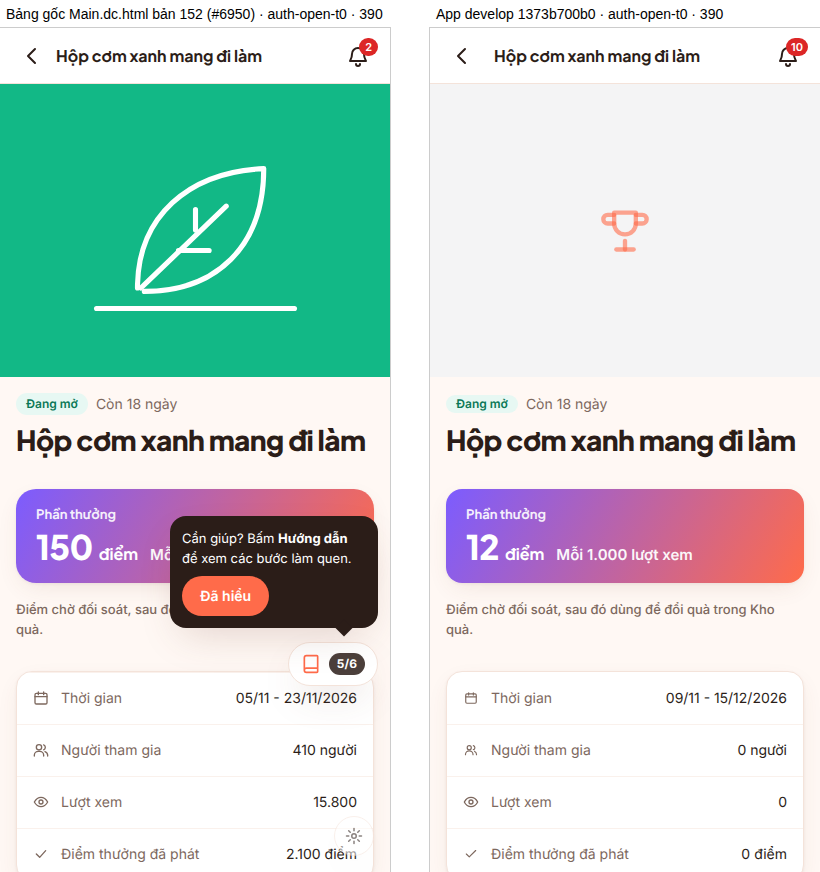 Bảng gốc Main.dc.html bản 152 (#6950) · auth-open-t0 · 390
Hộp cơm xanh mang đi làm
2
Đang mở
Còn 18 ngày
Hộp cơm xanh mang đi làm
Phần thưởng
150 điểm
Cần giúp? Bấm Hướng dẫn
để xem các bước làm quen.
Đã hiểu
Điểm chờ đối soát, sau
quà.
5/6
Thời gian
05/11 - 23/11/2026
Người tham gia
410 người
Lượt xem
15.800
Điểm thưởng đã phát
2.100 điểm
App develop 1373b700b0 · auth-open-t0 · 390
Hộp cơm xanh mang đi làm
10
Đang mở
Còn 18 ngày
Hộp cơm xanh mang đi làm
Phần thưởng
12 điểm Mỗi 1.000 lượt xem
Điểm chờ đối soát, sau đó dùng để đổi quà trong Kho
quà.
Thời gian
09/11 - 15/12/2026
Người tham gia
0 người
Lượt xem
0
Điểm thưởng đã phát
0 điểm